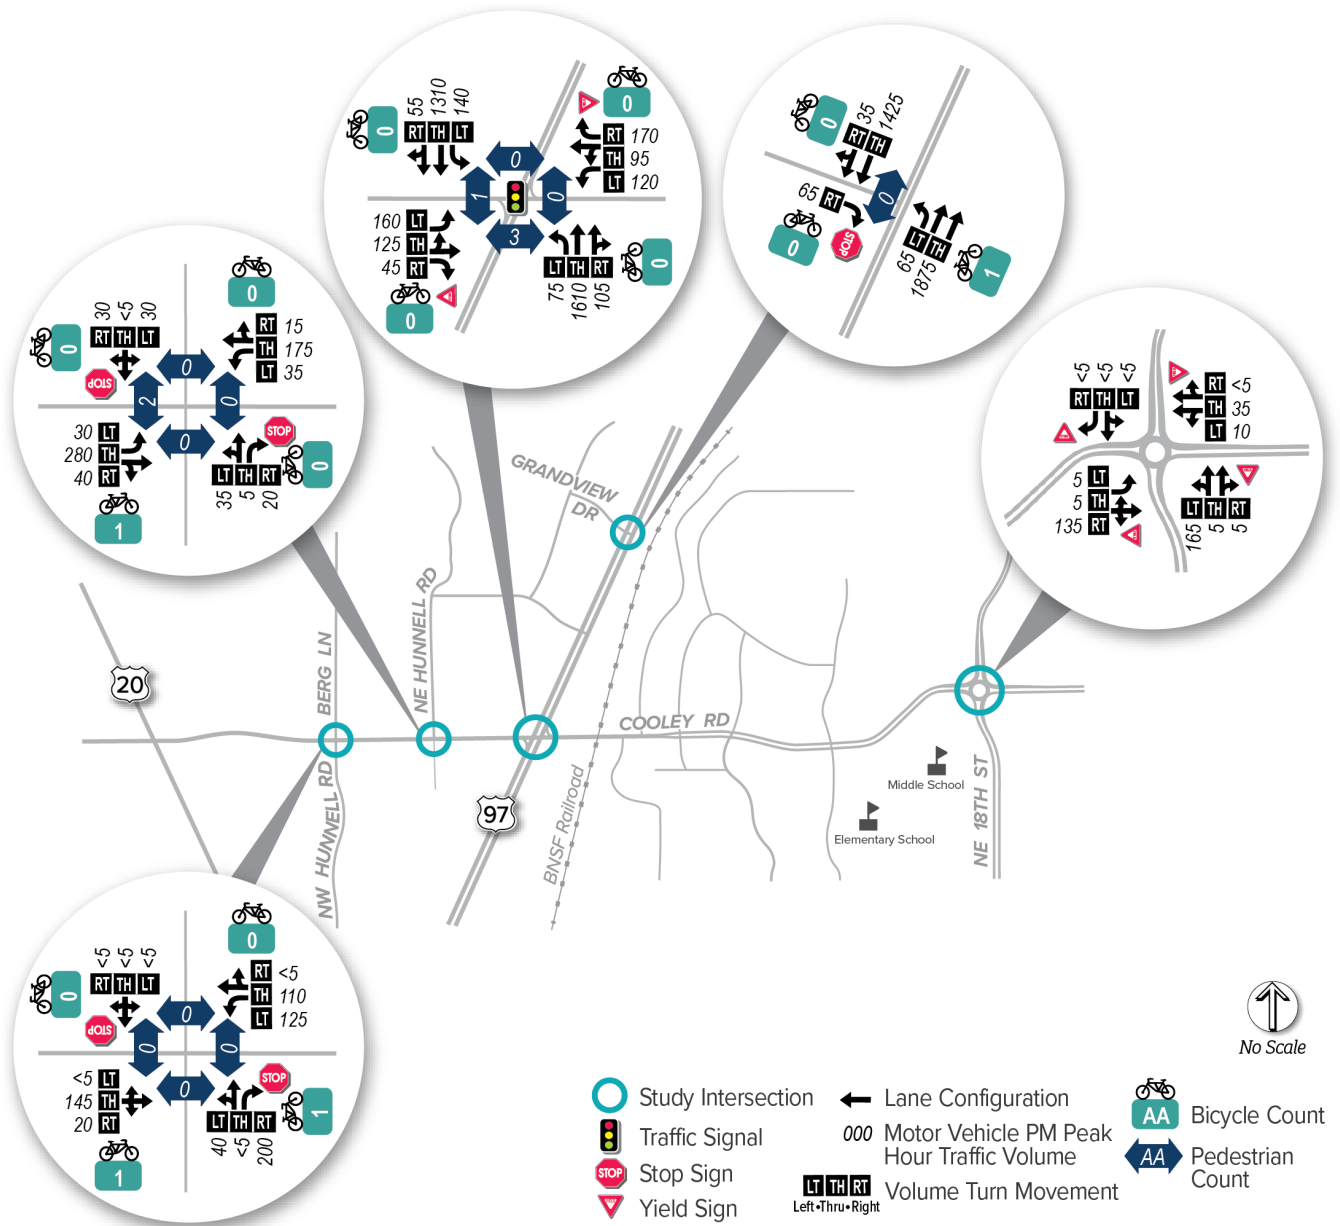 55 1310 140
0
0
RT TH LT
0
RT 170
TH 95
LT 120
1
0
160 LT
125 TH
45 RT
3
0
LT TH RT
75 1610 105
0
35 1425
0
RT TH
65 RT
0
STOP
0
LT TH
65 1875
1
30 <5 30
0
0
RT TH LT
STOP
0
RT 15
TH 175
LT 35
2
0
30 LT
280 TH
40 RT
0
STOP
LT TH RT
35 5 20
0
1
<5 <5 <5
RT TH LT
RT <5
TH 35
LT 10
5 LT
5 TH
135 RT
LT TH RT
165 5 5
GRANDVIEW
DR
NE HUNNELL RD
BERG LN
20
COOLEY RD
NW HUNNELL RD
97
BNSF Railroad
Middle School
Elementary School
NE 18TH ST
<5 <5 <5
0
0
RT TH LT
STOP
0
RT <5
TH 110
LT 125
0
0
<5 LT
145 TH
20 RT
0
STOP
LT TH RT
40 <5 200
1
1
No Scale
Study Intersection
Traffic Signal
STOP Stop Sign
Yield Sign
Lane Configuration
000 Motor Vehicle PM Peak
Hour Traffic Volume
LT TH RT Volume Turn Movement
Left•Thru•Right
AA Bicycle Count
AA Pedestrian
Count